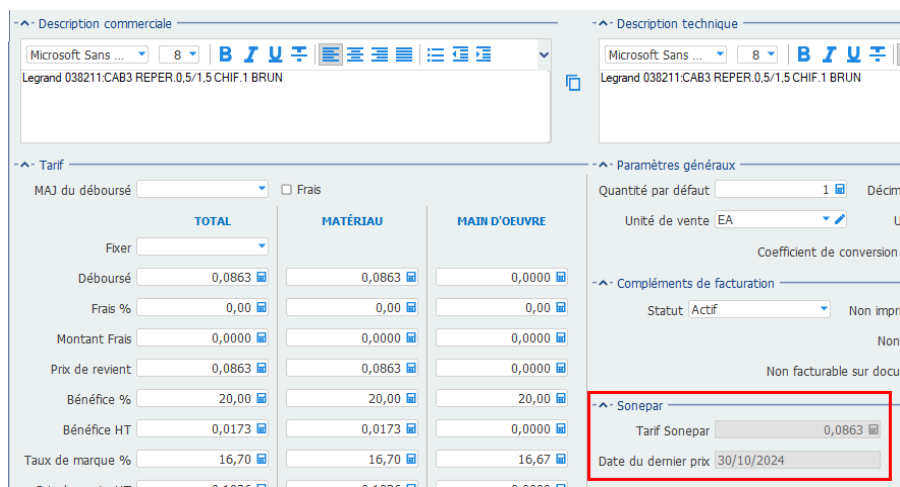 Description commerciale
Microsoft Sans ... 8 B I U T
Legrand 038211:CAB3 REPER.0,5/1,5 CHIF.1 BRUN
Description technique
Microsoft Sans ... 8 B I U T
Legrand 038211:CAB3 REPER.0,5/1,5 CHIF.1 BRUN
Tarif
MAJ du déboursé Frais
TOTAL MATÉRIAU MAIN D'OEUVRE
Fixer
Déboursé 0,0863 0,0863 0,0000
Frais % 0,00 0,00 0,00
Montant Frais 0,0000 0,0000 0,0000
Prix de revient 0,0863 0,0863 0,0000
Bénéfice % 20,00 20,00 20,00
Bénéfice HT 0,0173 0,0173 0,0000
Taux de marque % 16,70 16,70 16,67
Paramètres généraux
Quantité par défaut 1 Décim
Unité de vente EA U
Coefficient de conversion
Compléments de facturation
Statut Actif Non impri
Non
Non facturable sur docu
Sonepar
Tarif Sonepar 0,0863
Date du dernier prix 30/10/2024